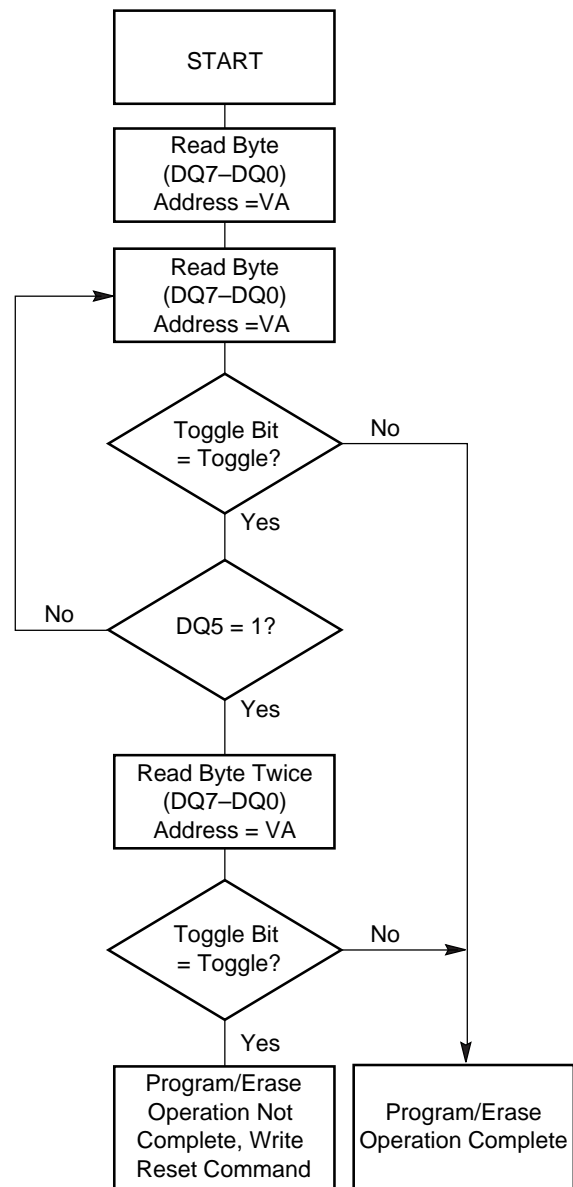 START
Read Byte
(DQ7–DQ0)
Address =VA
Read Byte
(DQ7–DQ0)
Address =VA
Toggle Bit
= Toggle?
No
Yes
No
DQ5 = 1?
Yes
Read Byte Twice
(DQ7–DQ0)
Address = VA
Toggle Bit
= Toggle?
No
Yes
Program/Erase
Operation Not
Complete, Write
Reset Command
Program/Erase
Operation Complete